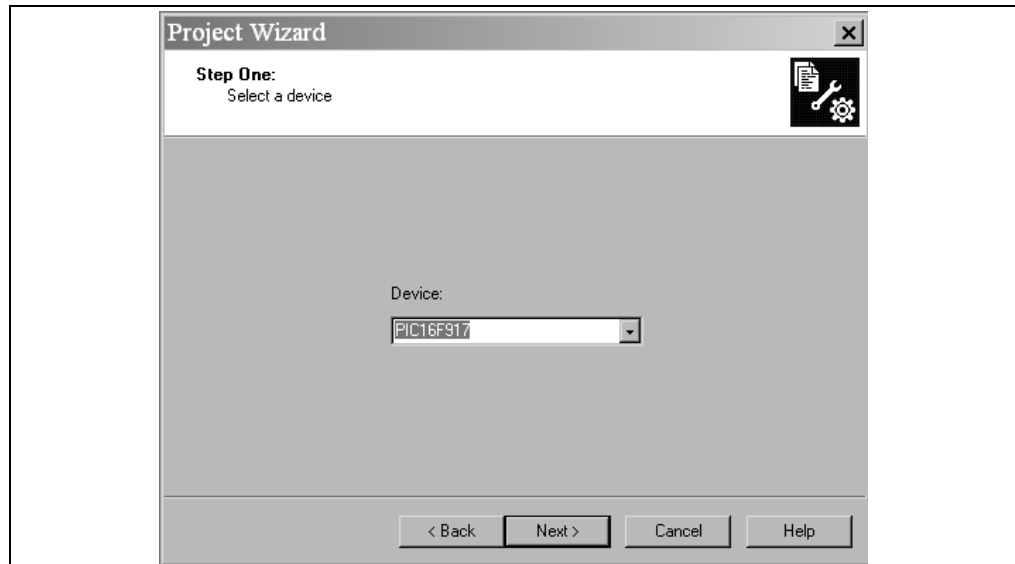 Project Wizard
Step One:
Select a device
Device:
PIC16F917
< Back Next > Cancel Help